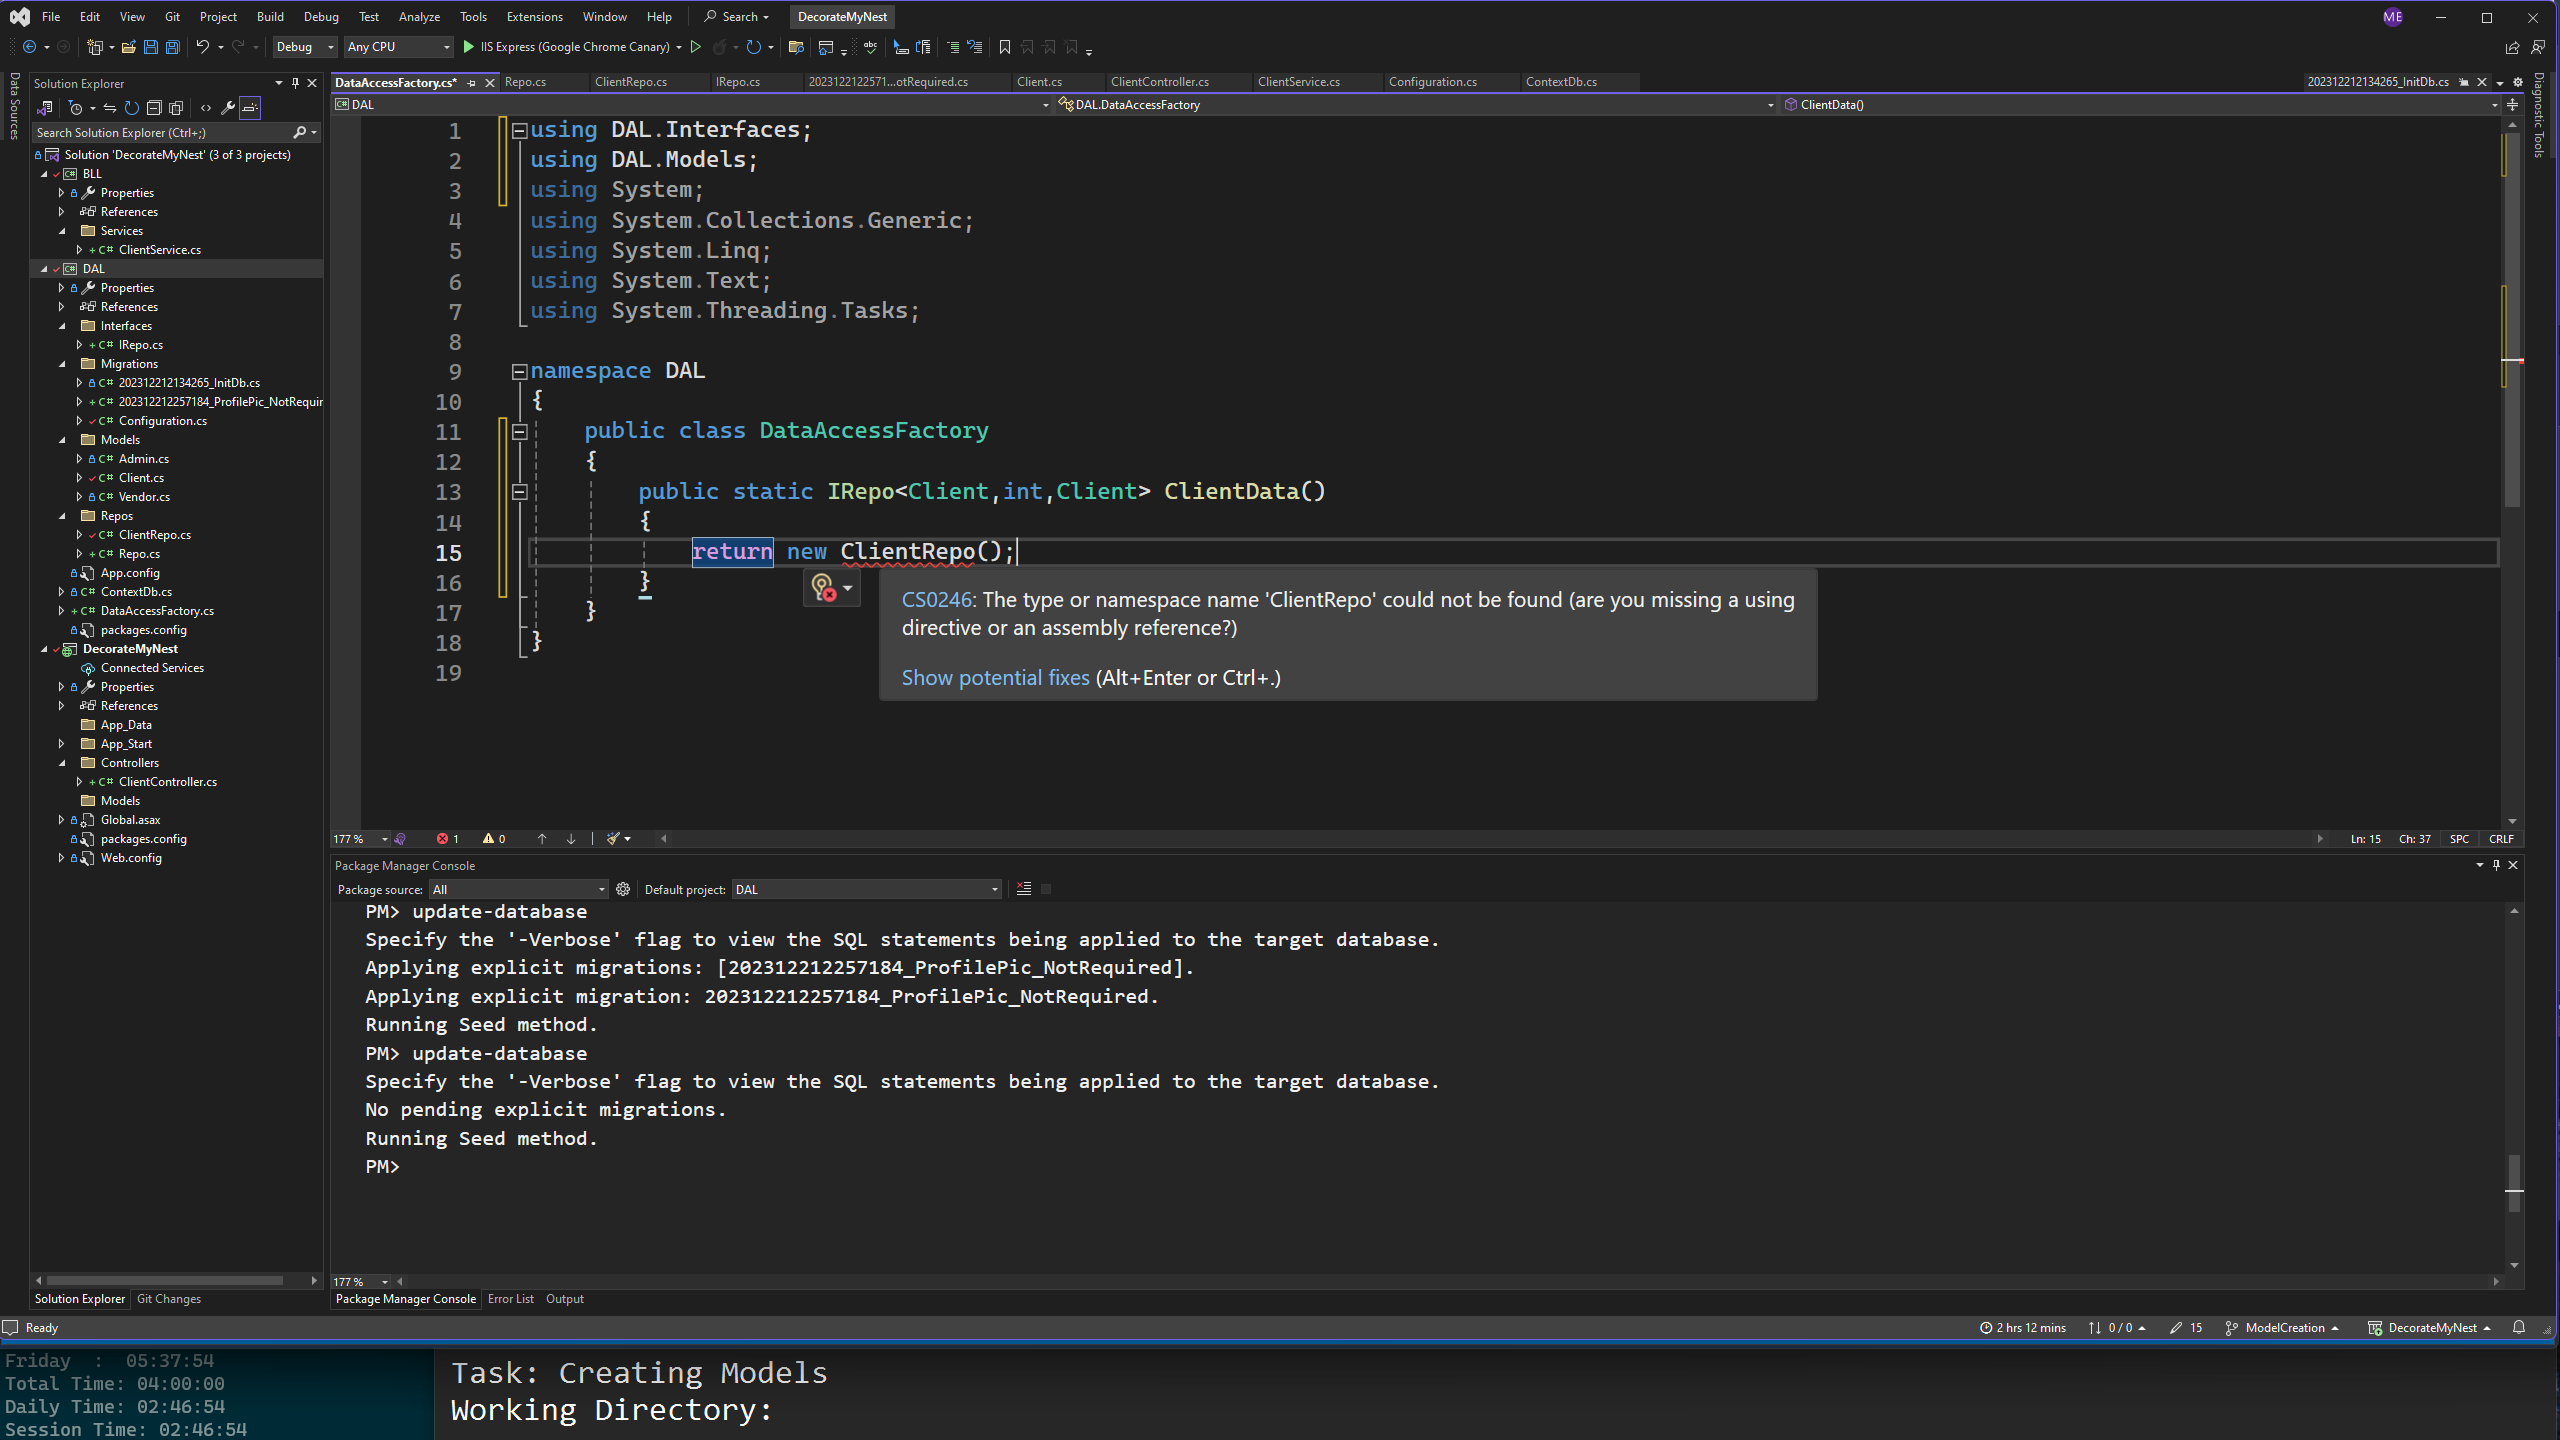 File Edit View Git Project Build Debug Test Analyze Tools Extensions Window Help Search DecorateMyNest ME
Debug Any CPU IIS Express (Google Chrome Canary)
Data Sources
Solution Explorer
Search Solution Explorer (Ctrl+;)
Solution 'DecorateMyNest' (3 of 3 projects)
BLL
Properties
References
Services
C# ClientService.cs
DAL
Properties
References
Interfaces
C# IRepo.cs
Migrations
C# 202312212134265_InitDb.cs
C# 202312212257184_ProfilePic_NotRequir
C# Configuration.cs
Models
C# Admin.cs
C# Client.cs
C# Vendor.cs
Repos
C# ClientRepo.cs
C# Repo.cs
App.config
C# ContextDb.cs
C# DataAccessFactory.cs
packages.config
DecorateMyNest
Connected Services
Properties
References
App_Data
App_Start
Controllers
C# ClientController.cs
Models
Global.asax
packages.config
Web.config
Solution Explorer Git Changes
DataAccessFactory.cs* Repo.cs ClientRepo.cs IRepo.cs 2023122122571...otRequired.cs Client.cs ClientController.cs ClientService.cs Configuration.cs ContextDb.cs 202312212134265_InitDb.cs
DAL DAL.DataAccessFactory ClientData()
Diagnostic Tools
1 using DAL.Interfaces;
2 using DAL.Models;
3 using System;
4 using System.Collections.Generic;
5 using System.Linq;
6 using System.Text;
7 using System.Threading.Tasks;
8
9 namespace DAL
10 {
11 public class DataAccessFactory
12 {
13 public static IRepo<Client,int,Client> ClientData()
14 {
15 return new ClientRepo();
16 }
17 }
18 }
19
CS0246: The type or namespace name 'ClientRepo' could not be found (are you missing a using
directive or an assembly reference?)
Show potential fixes (Alt+Enter or Ctrl+.)
177 % 1 0 Ln: 15 Ch: 37 SPC CRLF
Package Manager Console
Package source: All Default project: DAL
PM> update-database
Specify the '-Verbose' flag to view the SQL statements being applied to the target database.
Applying explicit migrations: [202312212257184_ProfilePic_NotRequired].
Applying explicit migration: 202312212257184_ProfilePic_NotRequired.
Running Seed method.
PM> update-database
Specify the '-Verbose' flag to view the SQL statements being applied to the target database.
No pending explicit migrations.
Running Seed method.
PM>
177 %
Package Manager Console Error List Output
Ready 2 hrs 12 mins 0 / 0 15 ModelCreation DecorateMyNest
Friday : 05:37:54
Total Time: 04:00:00
Daily Time: 02:46:54
Session Time: 02:46:54
Task: Creating Models
Working Directory: